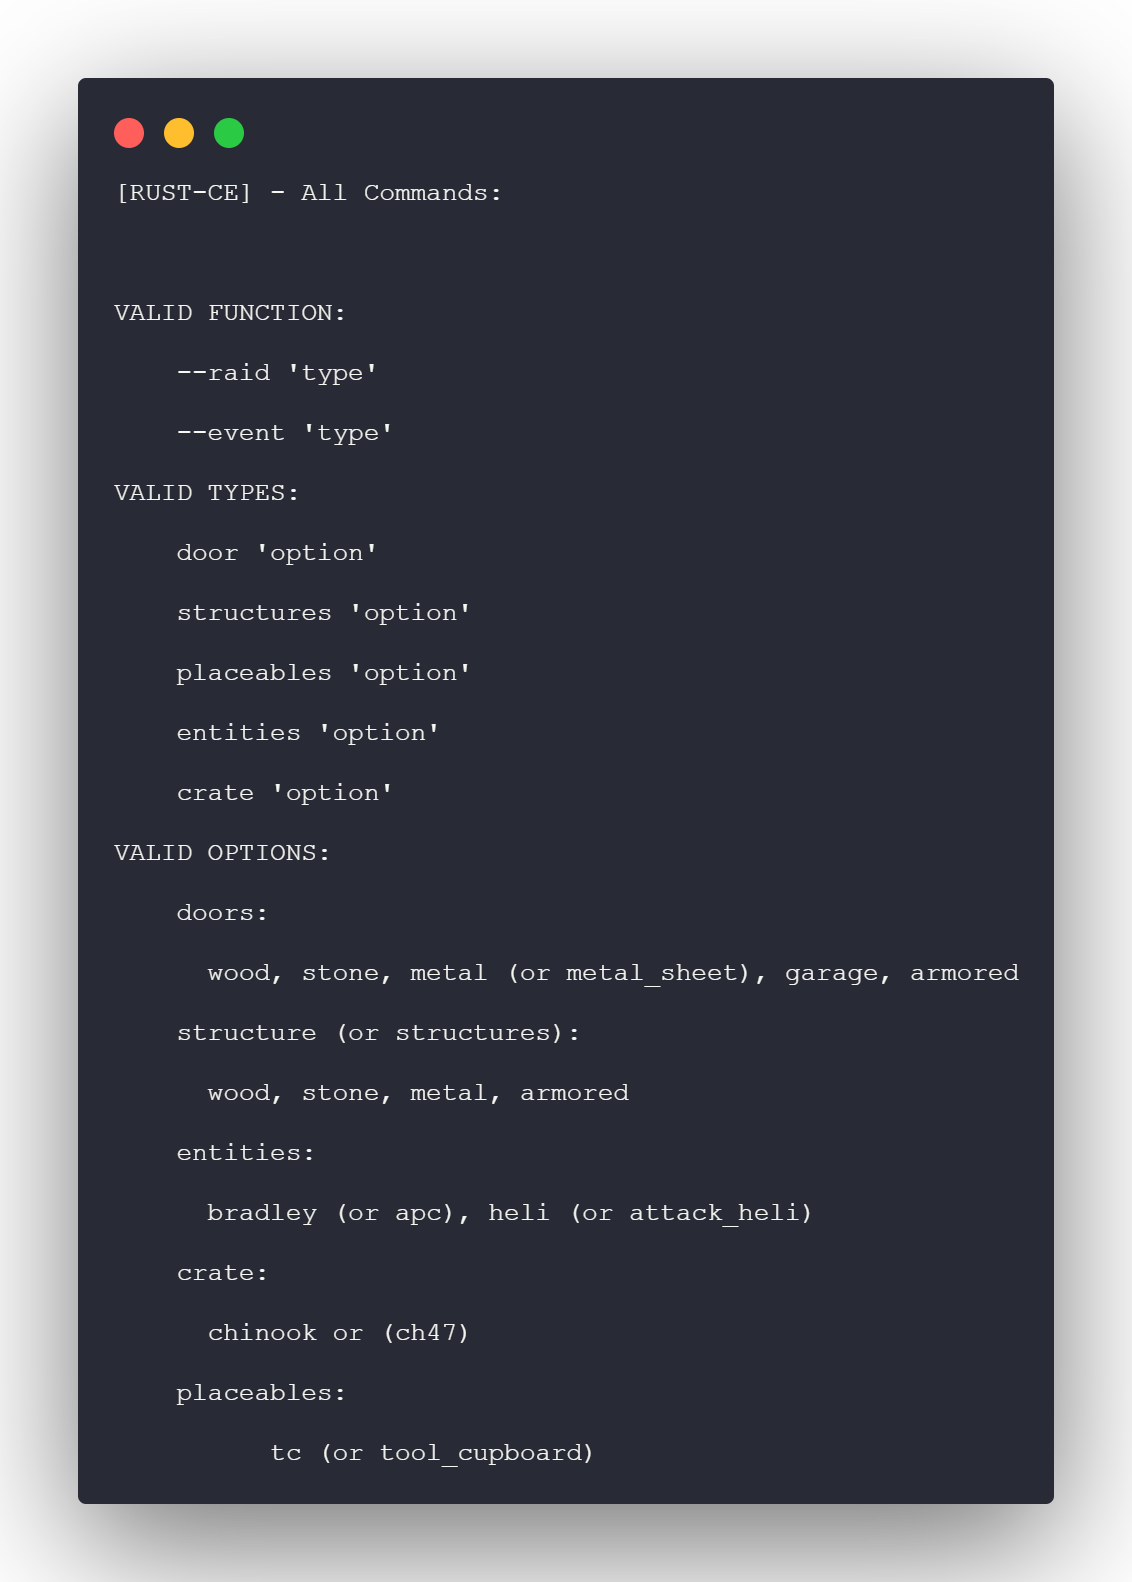 [RUST-CE] - All Commands:
VALID FUNCTION:
--raid 'type'
--event 'type'
VALID TYPES:
door 'option'
structures 'option'
placeables 'option'
entities 'option'
crate 'option'
VALID OPTIONS:
doors:
wood, stone, metal (or metal_sheet), garage, armored
structure (or structures):
wood, stone, metal, armored
entities:
bradley (or apc), heli (or attack_heli)
crate:
chinook or (ch47)
placeables:
tc (or tool_cupboard)